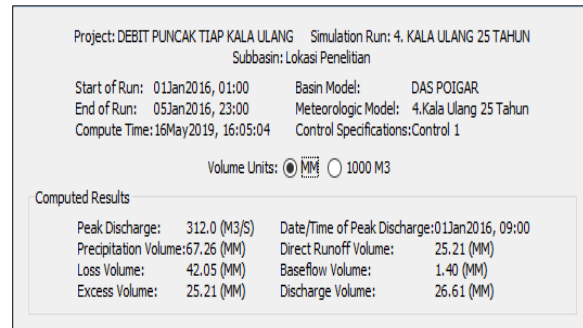 Project: DEBIT PUNCAK TIAP KALA ULANG Simulation Run: 4. KALA ULANG 25 TAHUN
Subbasin: Lokasi Penelitian
Start of Run: 01Jan2016, 01:00 Basin Model: DAS POIGAR
End of Run: 05Jan2016, 23:00 Meteorologic Model: 4.Kala Ulang 25 Tahun
Compute Time:16May2019, 16:05:04 Control Specifications:Control 1
Volume Units: MM 1000 M3
Computed Results
Peak Discharge: 312.0 (M3/S) Date/Time of Peak Discharge:01Jan2016, 09:00
Precipitation Volume:67.26 (MM) Direct Runoff Volume: 25.21 (MM)
Loss Volume: 42.05 (MM) Baseflow Volume: 1.40 (MM)
Excess Volume: 25.21 (MM) Discharge Volume: 26.61 (MM)